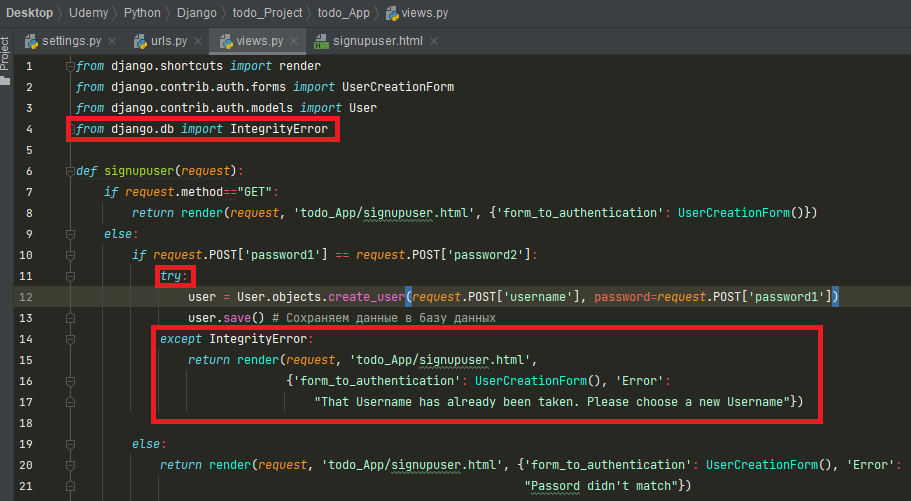 Desktop Udemy Python Django todo_Project todo_App views.py
Project
settings.py urls.py views.py signupuser.html
1 from django.shortcuts import render
2 from django.contrib.auth.forms import UserCreationForm
3 from django.contrib.auth.models import User
4 from django.db import IntegrityError
5
6 def signupuser(request):
7 if request.method=="GET":
8 return render(request, 'todo_App/signupuser.html', {'form_to_authentication': UserCreationForm()})
9 else:
10 if request.POST['password1'] == request.POST['password2']:
11 try:
12 user = User.objects.create_user(request.POST['username'], password=request.POST['password1'])
13 user.save() # Сохраняем данные в базу данных
14 except IntegrityError:
15 return render(request, 'todo_App/signupuser.html',
16 {'form_to_authentication': UserCreationForm(), 'Error':
17 "That Username has already been taken. Please choose a new Username"})
18
19 else:
20 return render(request, 'todo_App/signupuser.html', {'form_to_authentication': UserCreationForm(), 'Error':
21 "Passord didn't match"})